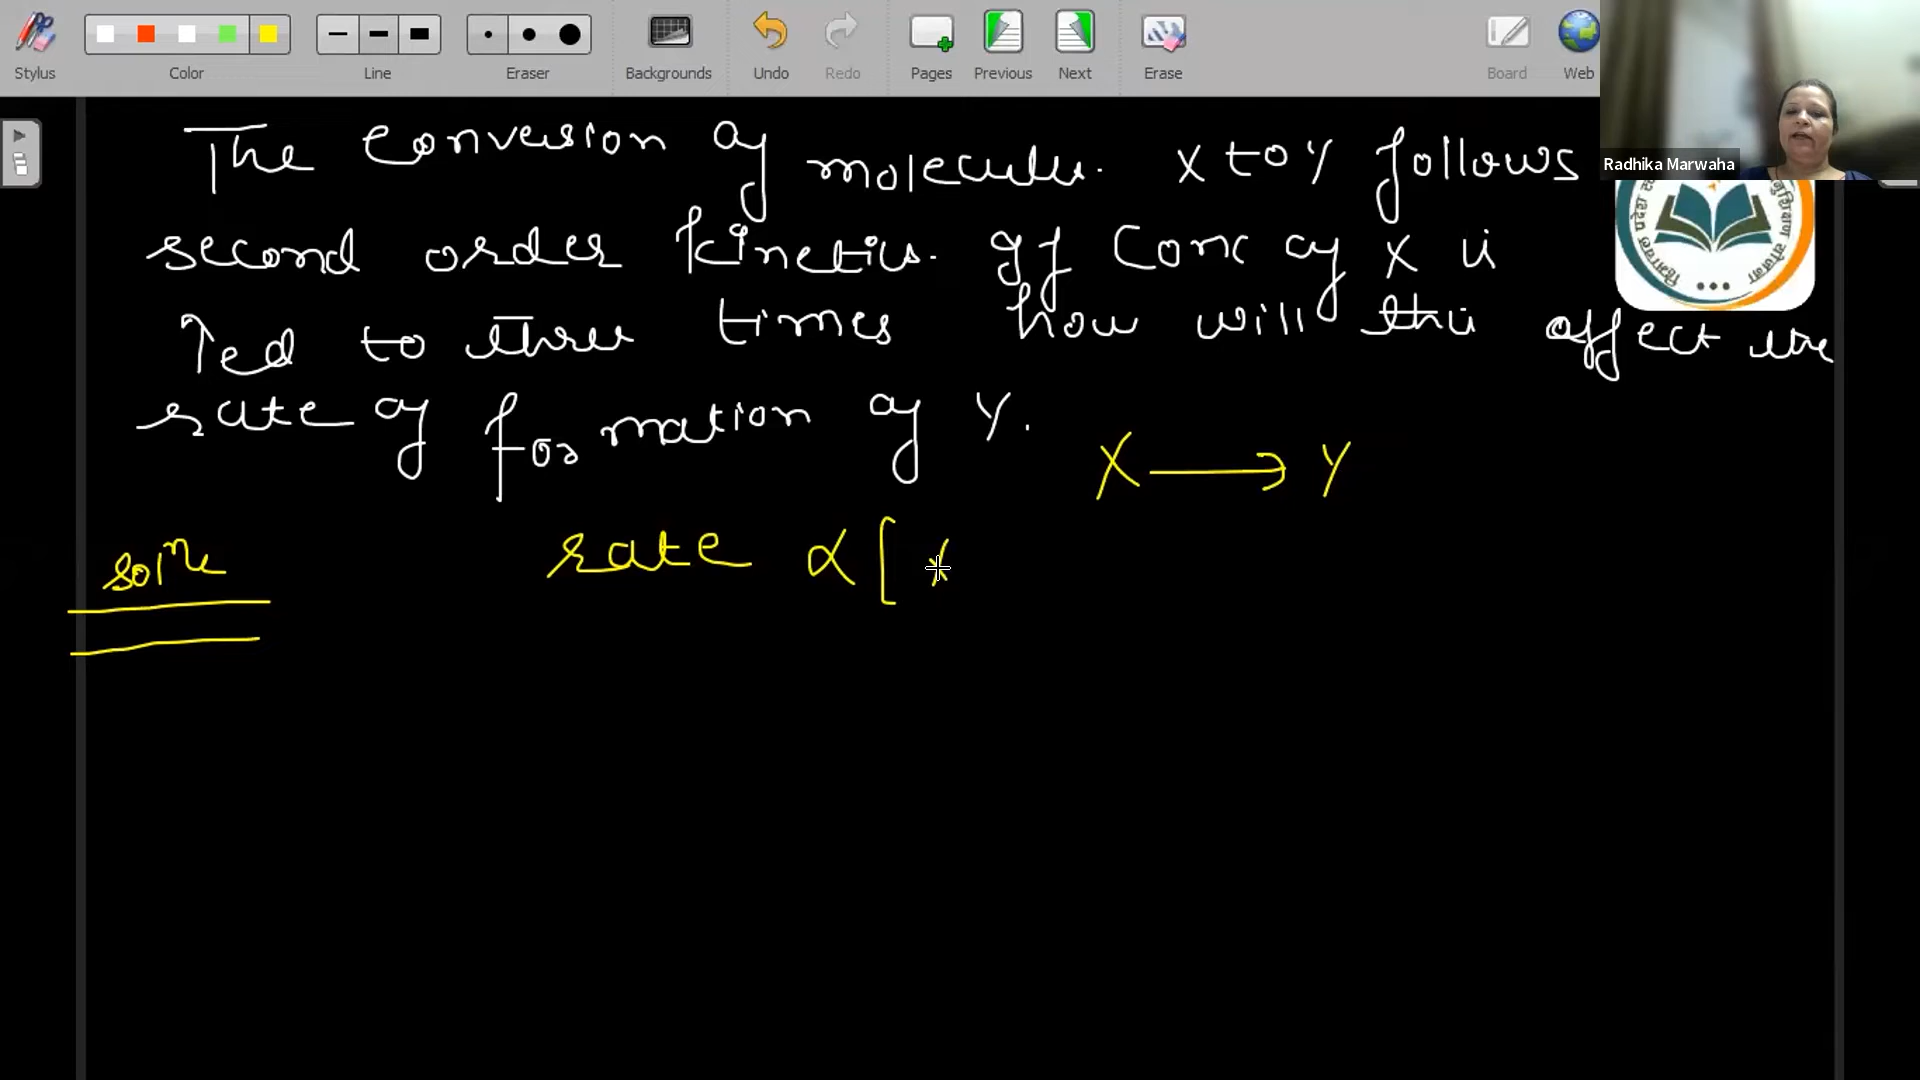 Stylus Color Line Eraser Backgrounds Undo Redo Pages Previous Next Erase Board Web
Radhika Marwaha
The conversion of molecules X to Y follows
second order kinetics. If Conc of X is
↑ed to three times how will this affect the
rate of formation of Y.
X → Y
Soln
rate α [ X